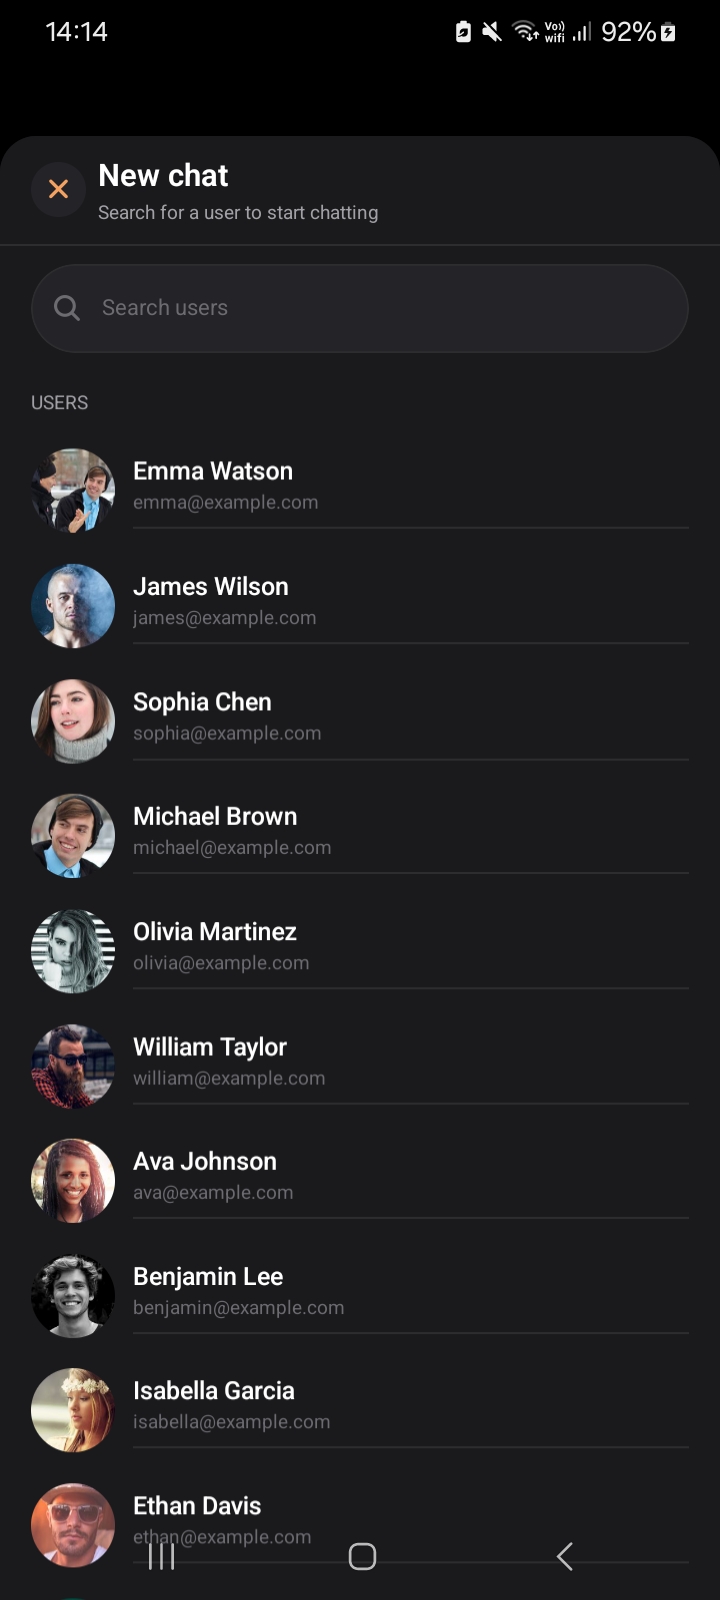 14:14
Vo))
wifi
92%
New chat
Search for a user to start chatting
Search users
USERS
Emma Watson
emma@example.com
James Wilson
james@example.com
Sophia Chen
sophia@example.com
Michael Brown
michael@example.com
Olivia Martinez
olivia@example.com
William Taylor
william@example.com
Ava Johnson
ava@example.com
Benjamin Lee
benjamin@example.com
Isabella Garcia
isabella@example.com
Ethan Davis
ethan@example.com